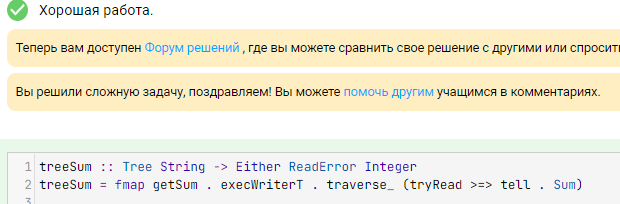 Хорошая работа.
Теперь вам доступен Форум решений , где вы можете сравнить свое решение с другими или спросить
Вы решили сложную задачу, поздравляем! Вы можете помочь другим учащимся в комментариях.
1 treeSum :: Tree String -> Either ReadError Integer
2 treeSum = fmap getSum . execWriterT . traverse_ (tryRead >=> tell . Sum)
3